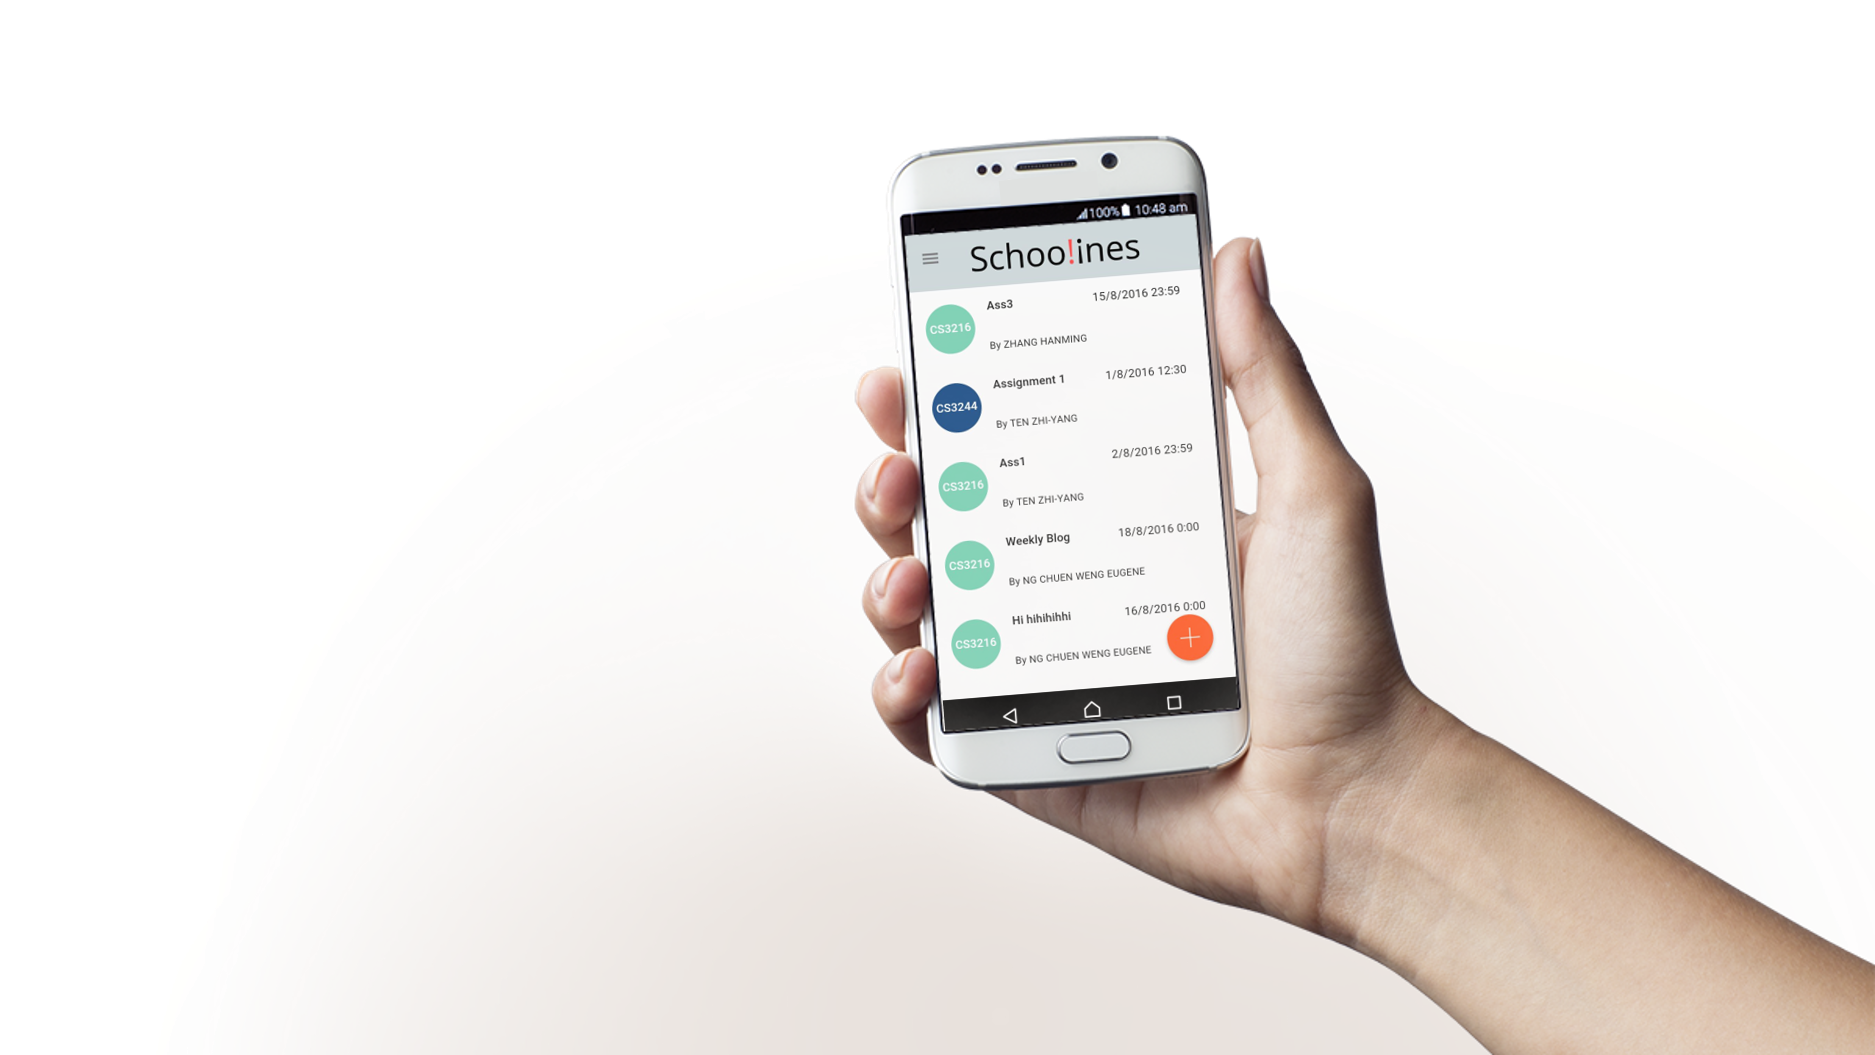 100% 10:48 am
Schoo!ines
Ass3 15/8/2016 23:59
CS3216
By ZHANG HANMING
Assignment 1 1/8/2016 12:30
CS3244
By TEN ZHI-YANG
Ass1 2/8/2016 23:59
CS3216
By TEN ZHI-YANG
Weekly Blog 18/8/2016 0:00
CS3216
By NG CHUEN WENG EUGENE
Hi hihihihhi 16/8/2016 0:00
CS3216
By NG CHUEN WENG EUGENE